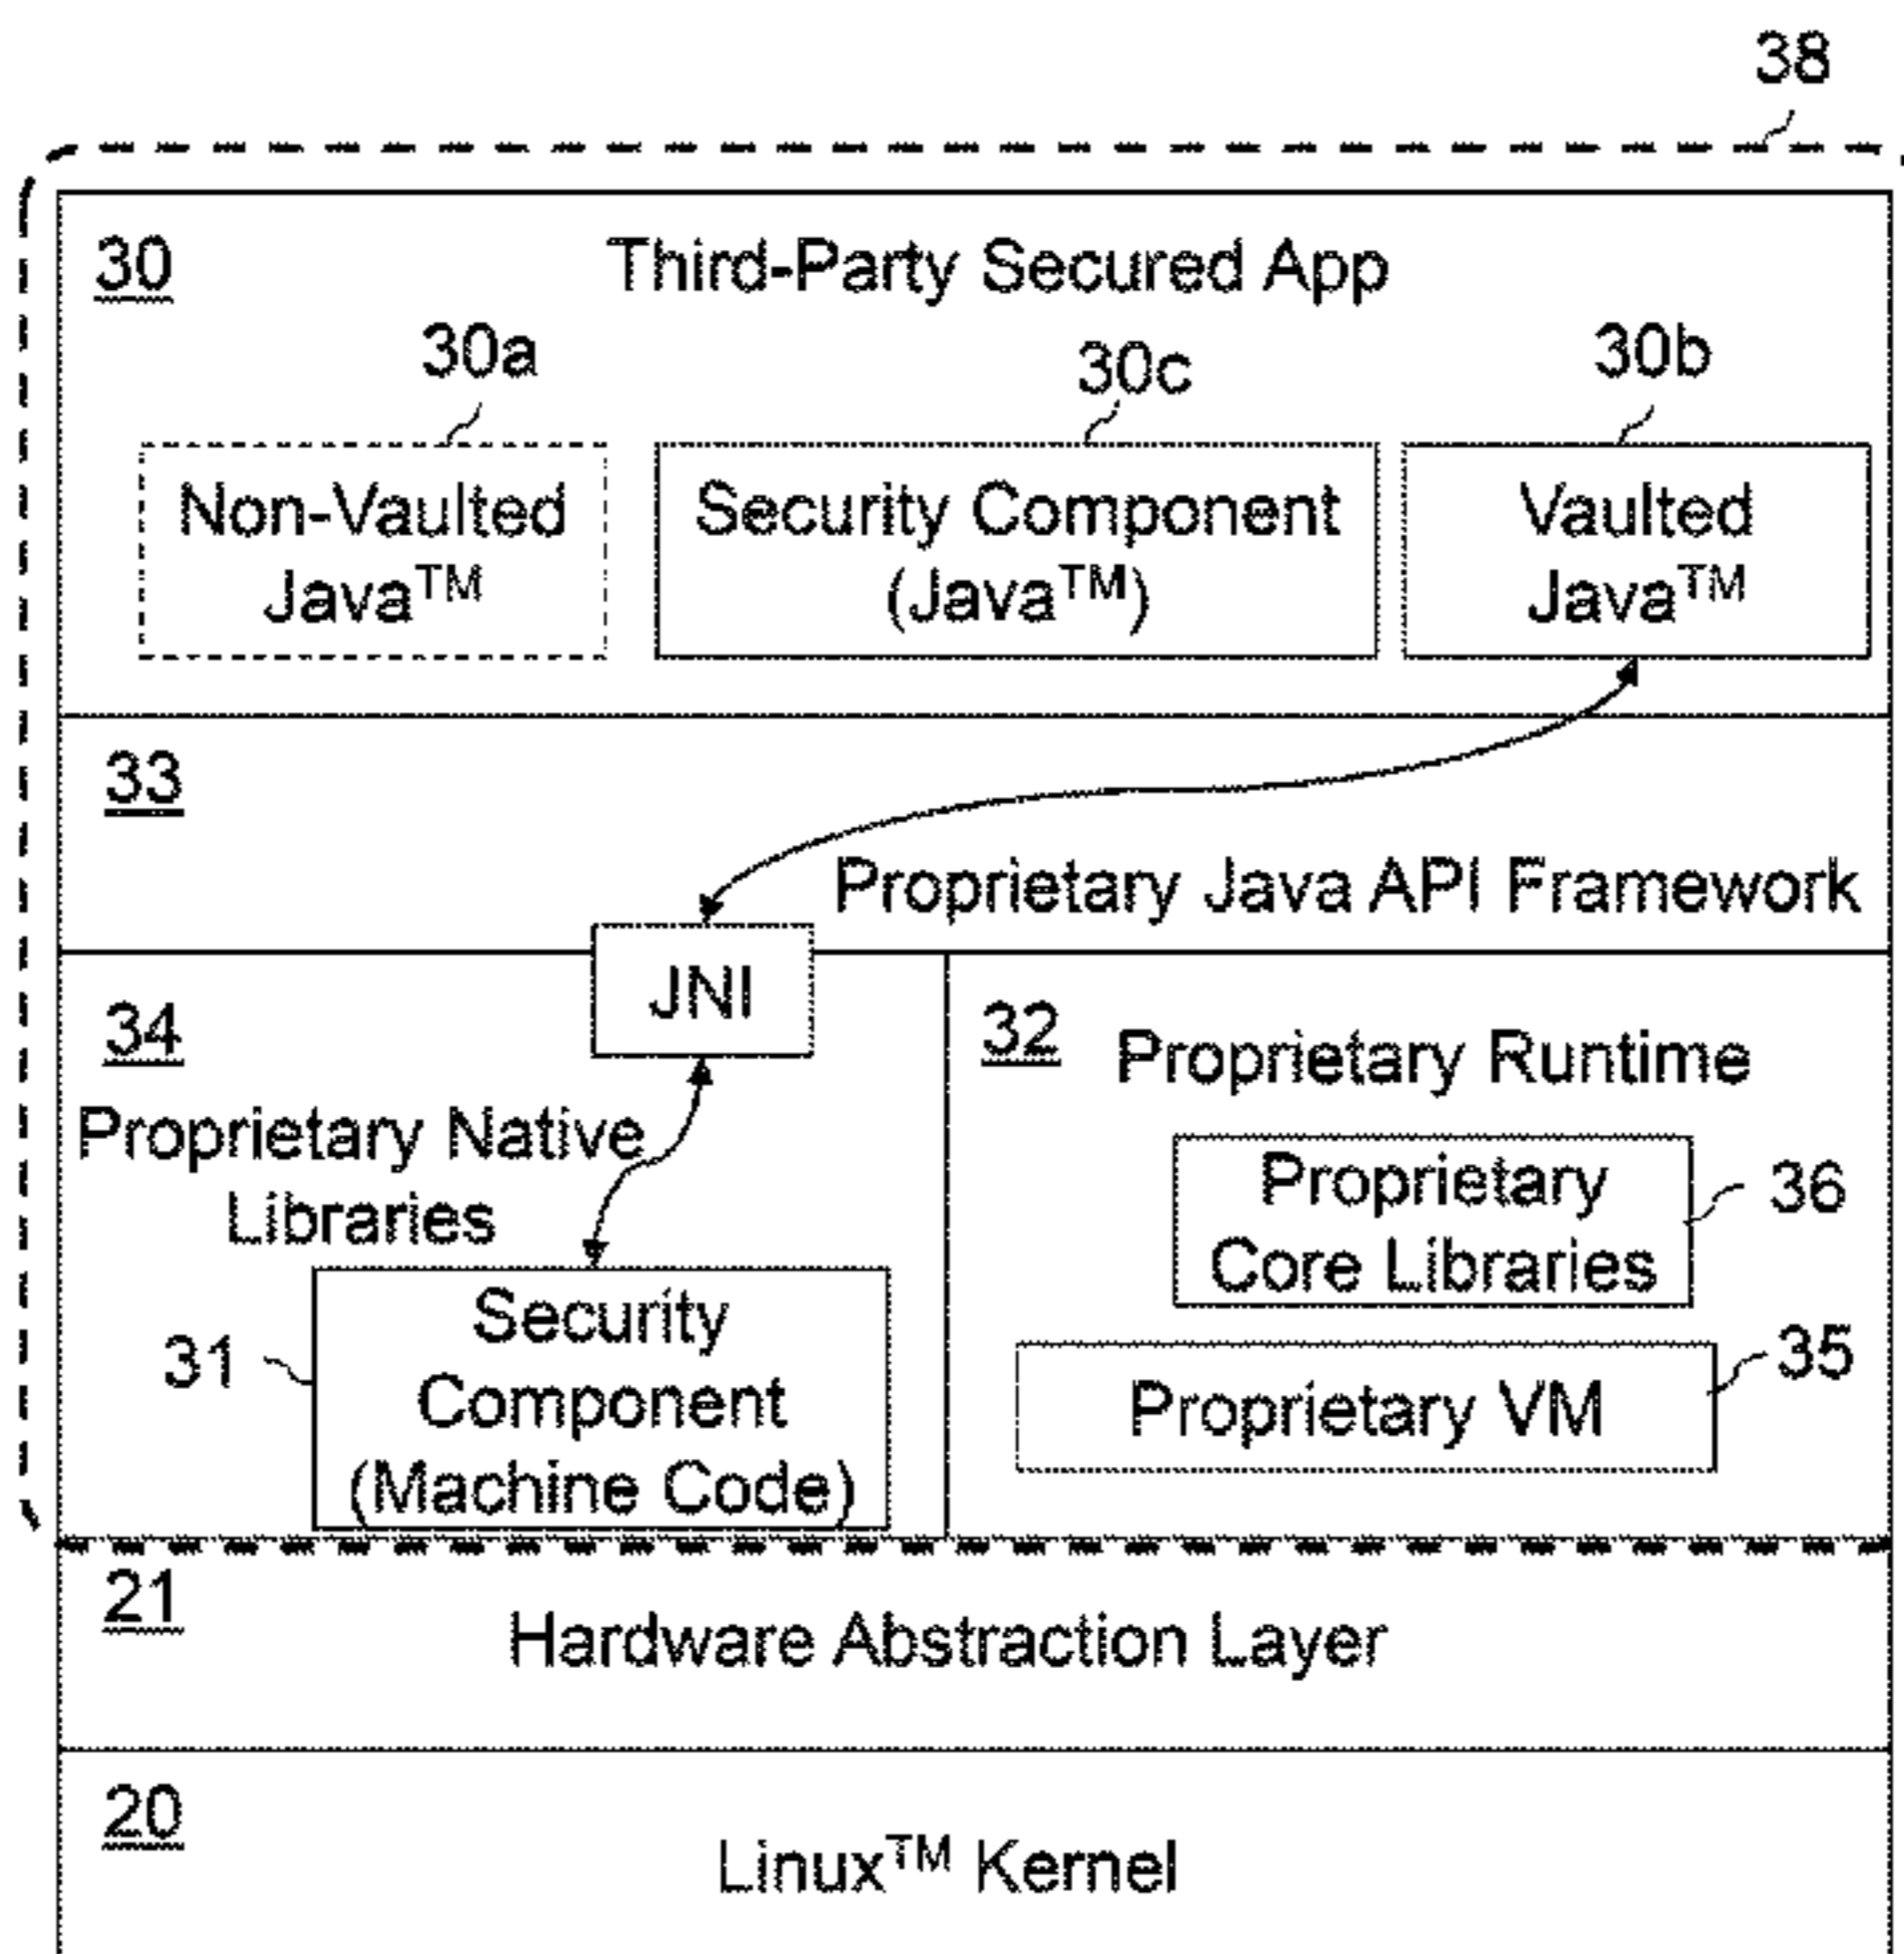 38
30
Third-Party Secured App
30a
30c
30b
Non-Vaulted
Java™
Security Component
(Java™)
Vaulted
Java™
33
Proprietary Java API Framework
JNI
34
Proprietary Native
Libraries
32
Proprietary Runtime
Proprietary
Core Libraries
36
31
Security
Component
(Machine Code)
Proprietary VM
35
21
Hardware Abstraction Layer
20
Linux™ Kernel